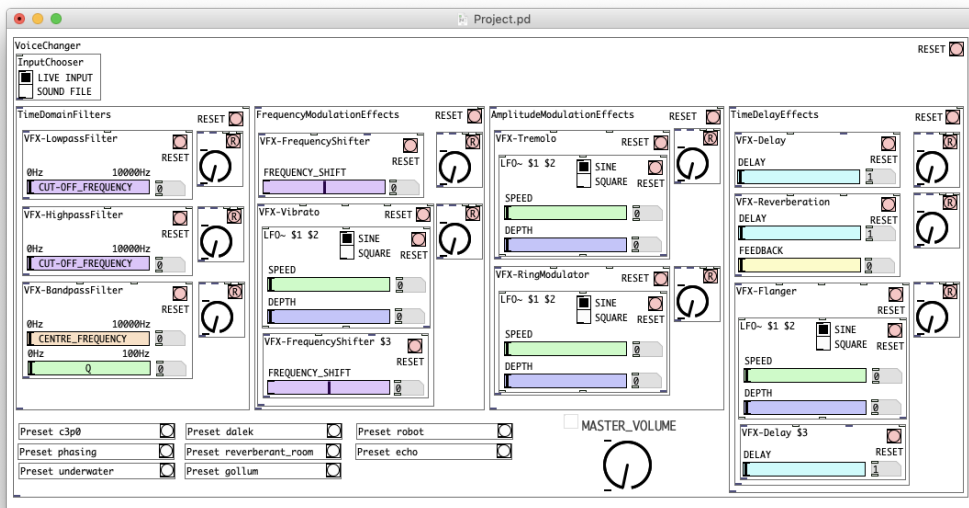 Project.pd
VoiceChanger
RESET
InputChooser
LIVE INPUT
SOUND FILE
TimeDomainFilters
RESET
VFX-LowpassFilter
RESET
R
0Hz 10000Hz
CUT-OFF_FREQUENCY 0
VFX-HighpassFilter
RESET
R
0Hz 10000Hz
CUT-OFF_FREQUENCY 0
VFX-BandpassFilter
RESET
R
0Hz 10000Hz
CENTRE_FREQUENCY 0
0Hz 100Hz
Q 0
FrequencyModulationEffects
RESET
VFX-FrequencyShifter
RESET
R
FREQUENCY_SHIFT
0
VFX-Vibrato
RESET
R
LFO~ $1 $2
SINE
SQUARE
RESET
SPEED
0
DEPTH
0
VFX-FrequencyShifter $3
RESET
FREQUENCY_SHIFT
0
AmplitudeModulationEffects
RESET
VFX-Tremolo
RESET
R
LFO~ $1 $2
SINE
SQUARE
RESET
SPEED
0
DEPTH
0
VFX-RingModulator
RESET
R
LFO~ $1 $2
SINE
SQUARE
RESET
SPEED
0
DEPTH
0
TimeDelayEffects
RESET
VFX-Delay
RESET
R
DELAY
1
VFX-Reverberation
RESET
R
DELAY
1
FEEDBACK
0
VFX-Flanger
RESET
R
LFO~ $1 $2
SINE
SQUARE
RESET
SPEED
0
DEPTH
0
VFX-Delay $3
RESET
DELAY
1
Preset c3p0
Preset dalek
Preset robot
Preset phasing
Preset reverberant_room
Preset echo
Preset underwater
Preset gollum
MASTER_VOLUME